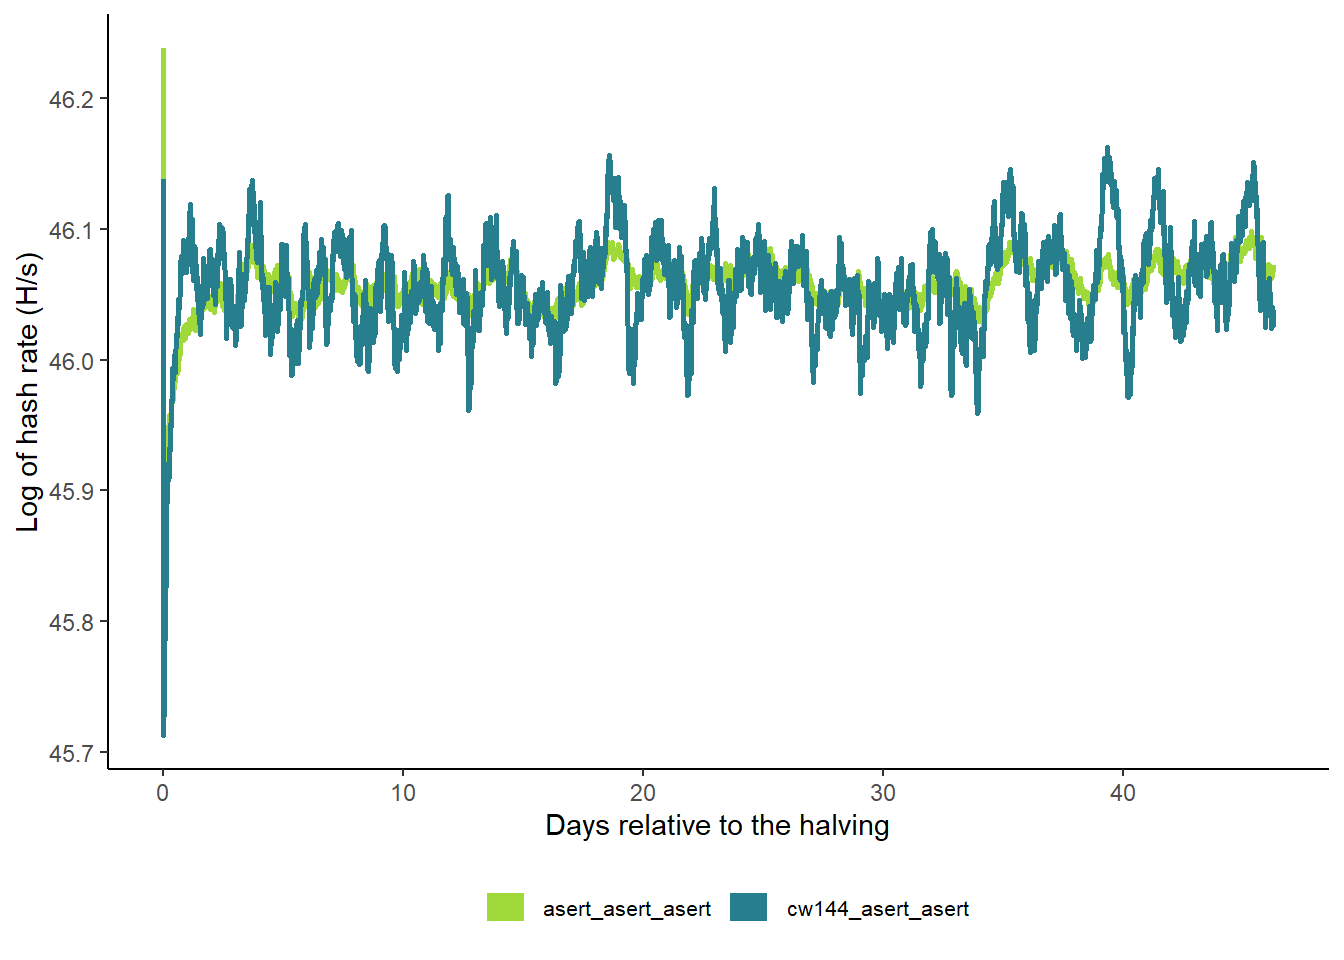 Log of hash rate (H/s)
46.2
46.1
46.0
45.9
45.8
45.7
0 10 20 30 40
Days relative to the halving
asert_asert_asert cw144_asert_asert